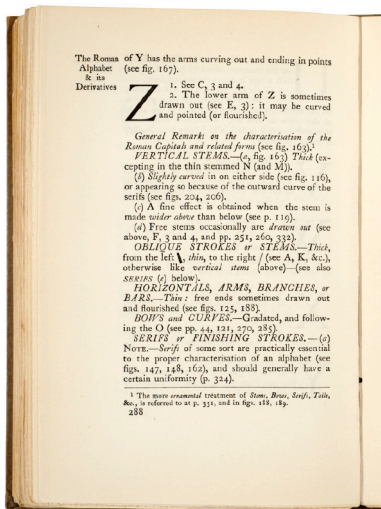 The Roman
Alphabet
& its
Derivatives
of Y has the arms curving out and ending in points
(see fig. 167).
Z
1. See C, 3 and 4.
2. The lower arm of Z is sometimes
drawn out (see E, 3): it may be curved
and pointed (or flourished).
General Remarks on the characterisation of the
Roman Capitals and related forms (see fig. 163).¹
VERTICAL STEMS.—(a, fig. 163) Thick (ex-
cepting in the thin stemmed N (and M)).
(b) Slightly curved in on either side (see fig. 116),
or appearing so because of the outward curve of the
serifs (see figs. 204, 206).
(c) A fine effect is obtained when the stem is
made wider above than below (see p. 119).
(d) Free stems occasionally are drawn out (see
above, F, 3 and 4, and pp. 251, 260, 332).
OBLIQUE STROKES or STEMS.—Thick,
from the left \, thin, to the right / (see A, K, &c.),
otherwise like vertical stems (above)—(see also
SERIFS (e) below).
HORIZONTALS, ARMS, BRANCHES, or
BARS,—Thin: free ends sometimes drawn out
and flourished (see figs. 125, 188).
BOWS and CURVES.—Gradated, and follow-
ing the O (see pp. 44, 121, 270, 285).
SERIFS or FINISHING STROKES.—(a)
NOTE.—Serifs of some sort are practically essential
to the proper characterisation of an alphabet (see
figs. 147, 148, 162), and should generally have a
certain uniformity (p. 324).
¹ The more ornamental treatment of Stems, Bows, Serifs, Tails,
&c., is referred to at p. 331, and in figs. 188, 189.
288